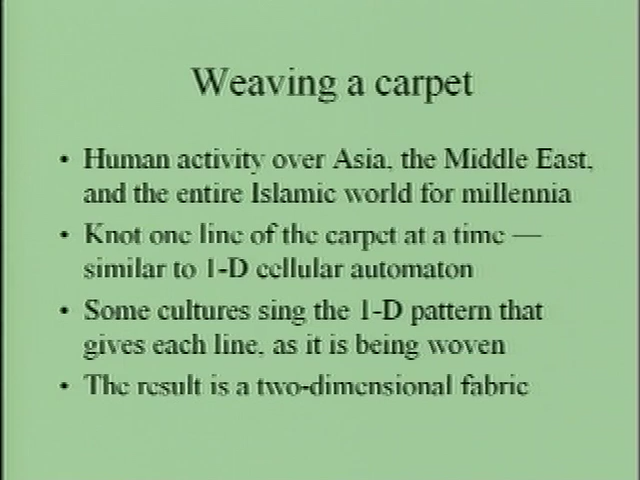 Weaving a carpet
• Human activity over Asia, the Middle East,
and the entire Islamic world for millennia
• Knot one line of the carpet at a time —
similar to 1-D cellular automaton
• Some cultures sing the 1-D pattern that
gives each line, as it is being woven
• The result is a two-dimensional fabric